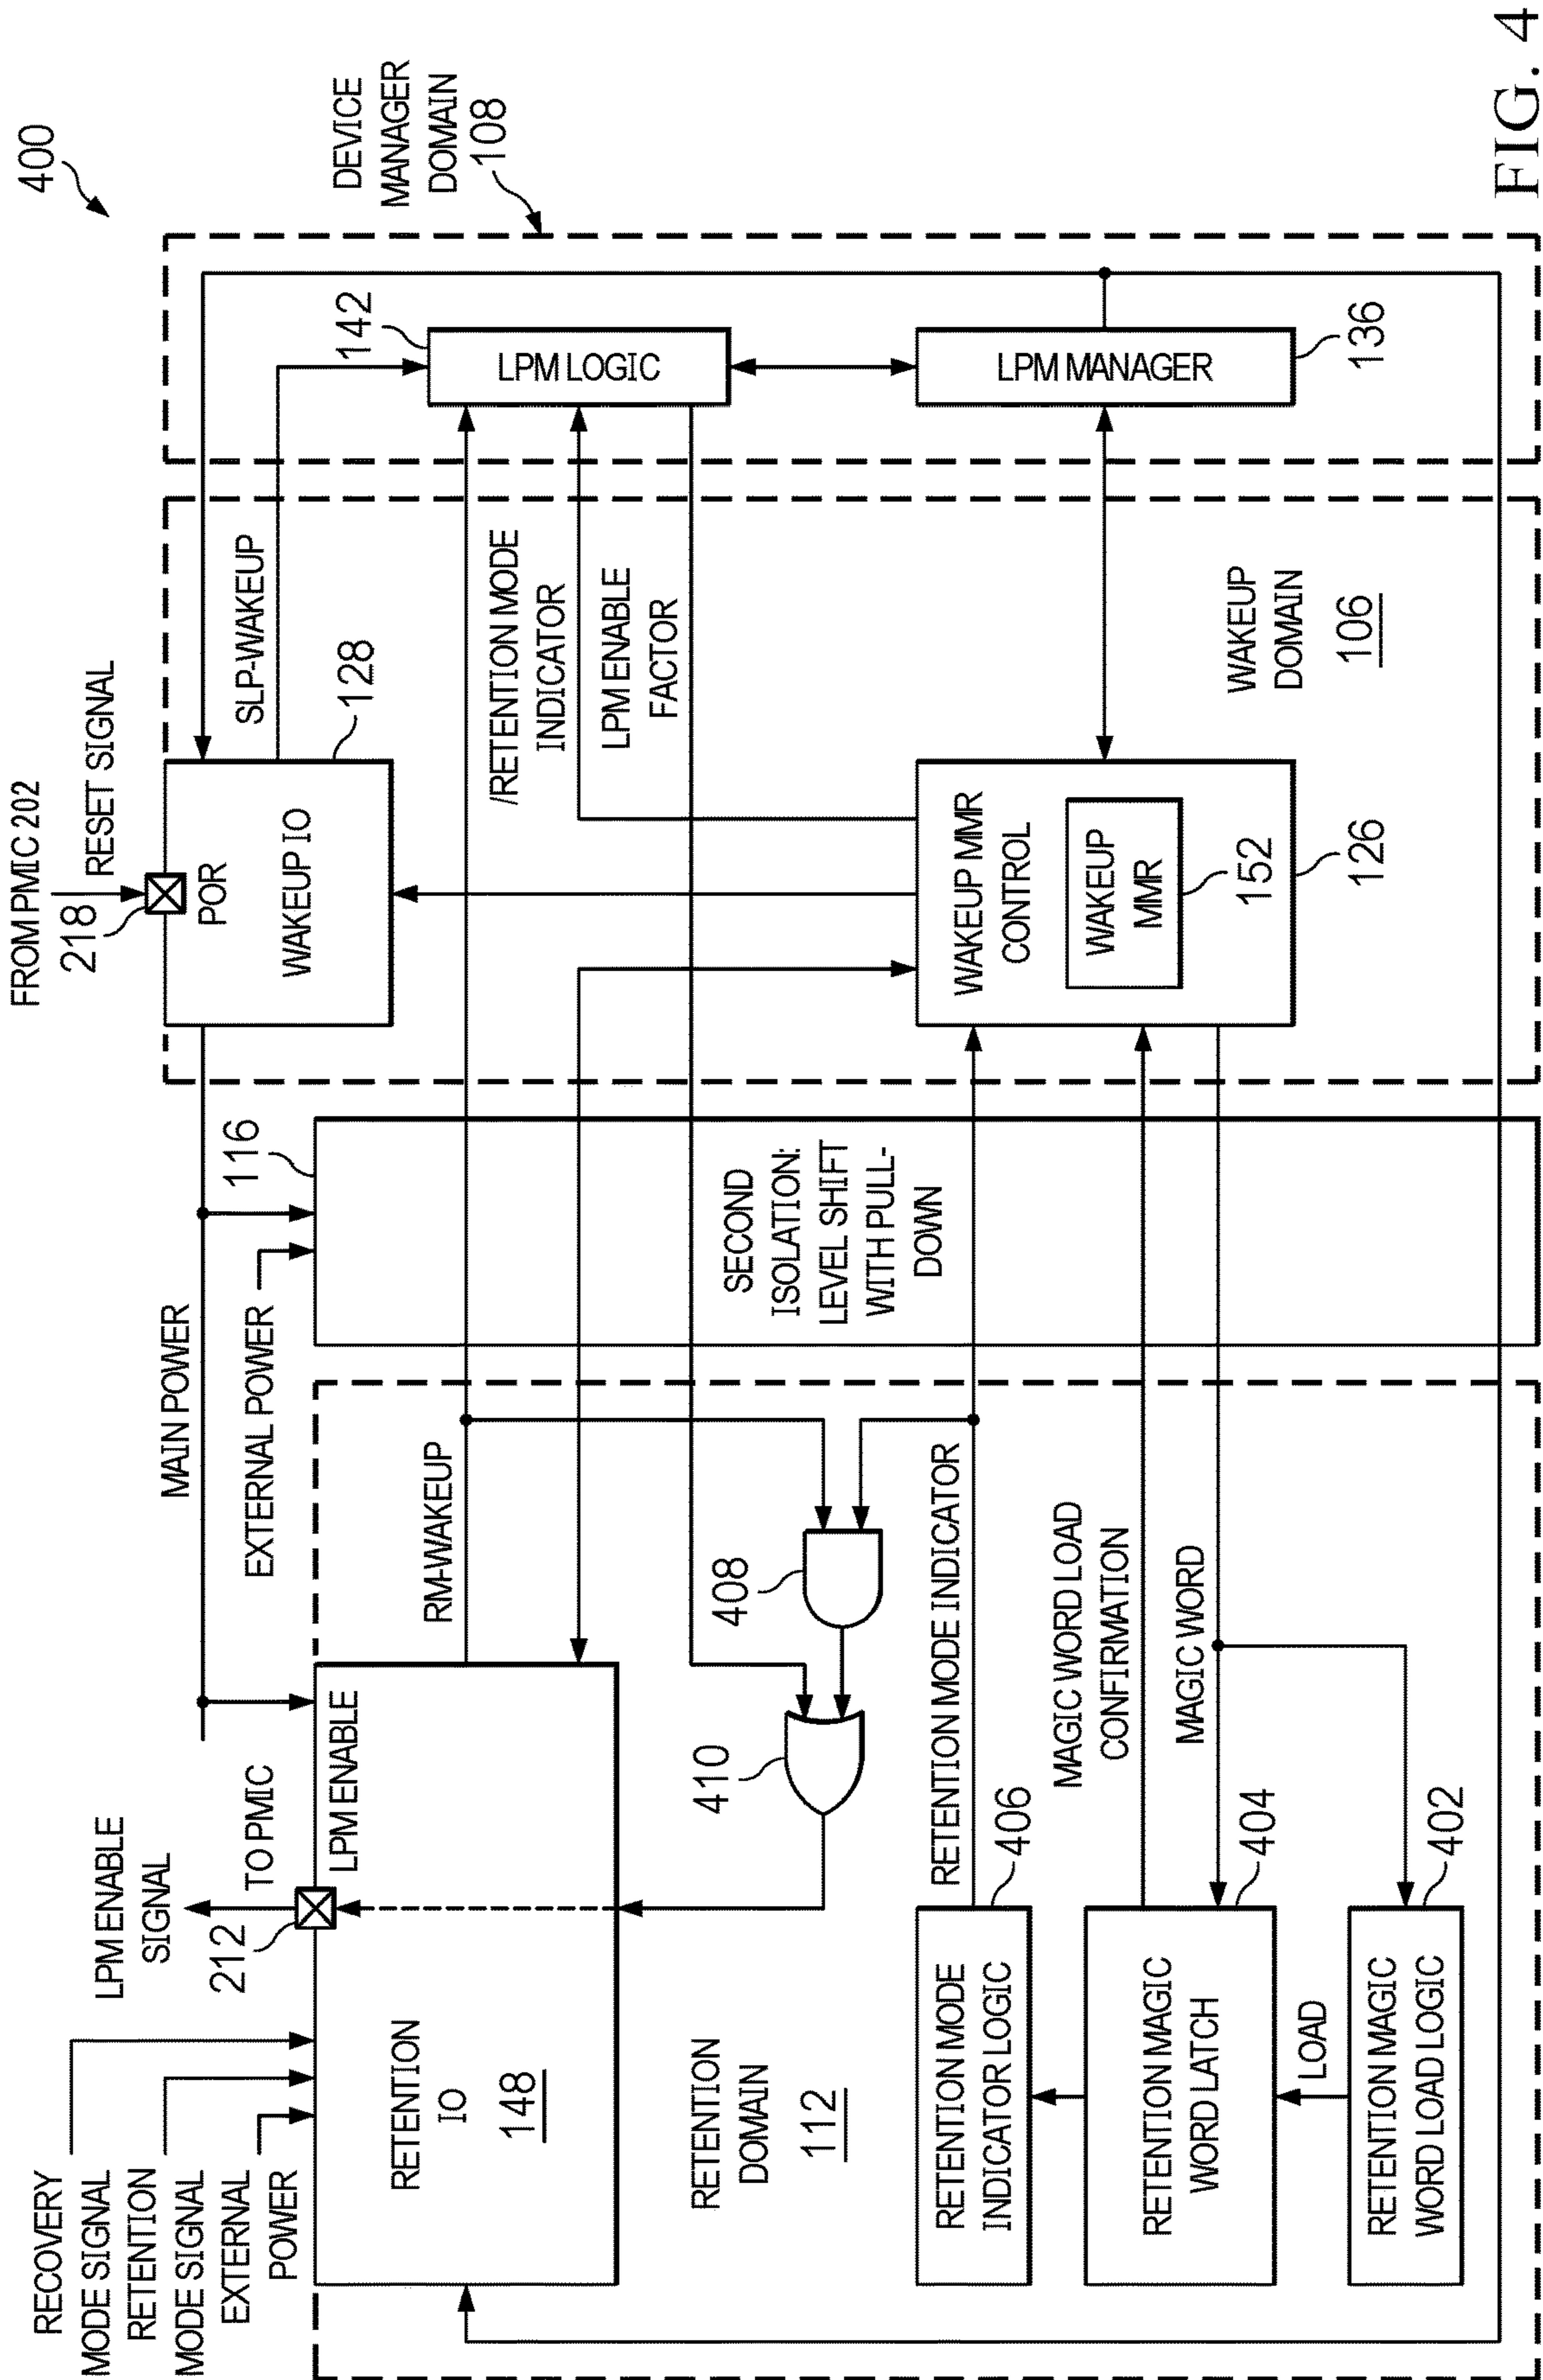 400
FROM PMIC 202
RESET SIGNAL
218
POR
WAKEUP IO
128
SLP-WAKEUP
142
LPM LOGIC
DEVICE
MANAGER
DOMAIN
108
MAIN POWER
EXTERNAL POWER
116
LPM ENABLE
SIGNAL
TO PMIC
212
LPM ENABLE
RECOVERY
MODE SIGNAL
RETENTION
MODE SIGNAL
EXTERNAL
POWER
RETENTION
IO
148
RM-WAKEUP
/RETENTION MODE
INDICATOR
LPM ENABLE
FACTOR
SECOND
ISOLATION:
LEVEL SHIFT
WITH PULL-
DOWN
408
410
RETENTION
DOMAIN
112
WAKEUP MMR
CONTROL
WAKEUP
MMR
152
126
WAKEUP
DOMAIN
106
LPM MANAGER
136
RETENTION MODE INDICATOR
RETENTION MODE
INDICATOR LOGIC
406
MAGIC WORD LOAD
CONFIRMATION
MAGIC WORD
RETENTION MAGIC
WORD LATCH
404
LOAD
RETENTION MAGIC
WORD LOAD LOGIC
402
FIG. 4